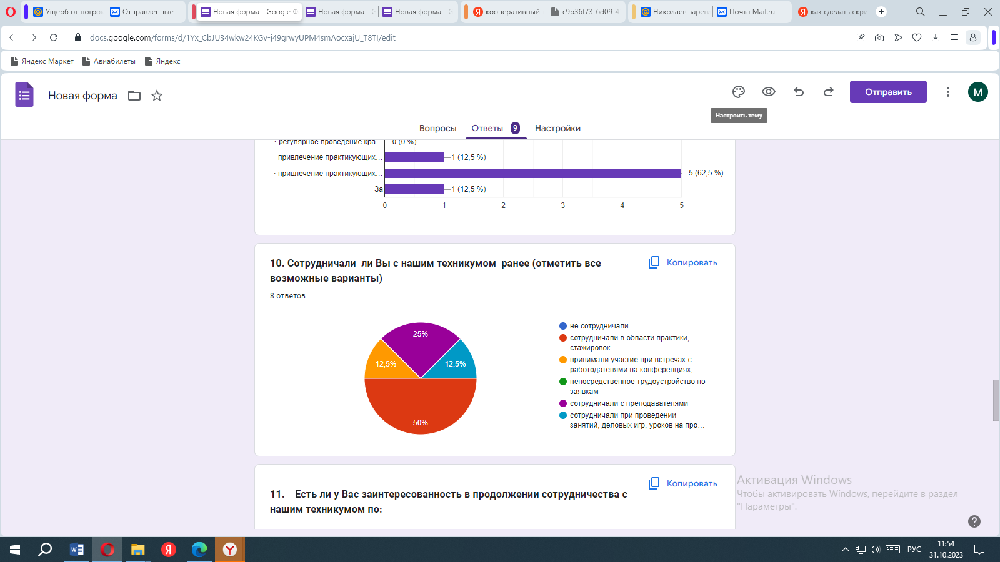 Ущерб от погро
Отправленные -
Новая форма - Google Ф
Новая форма - G
Новая форма - G
кооперативный
c9b36f73-6d09-4
Николаев зареги
Почта Mail.ru
как сделать скри
docs.google.com/forms/d/1Yx_CbJU34wkw24KGv-j49grwyUPM4smAocxajU_T8TI/edit
Яндекс Маркет
Авиабилеты
Яндекс
Новая форма
Отправить
M
Настроить тему
Вопросы
Ответы 9
Настройки
· регулярное проведение кра... 0 (0 %)
· привлечение практикующих... 1 (12,5 %)
· привлечение практикующих... 5 (62,5 %)
За 1 (12,5 %)
0 1 2 3 4 5
10. Сотрудничали ли Вы с нашим техникумом ранее (отметить все
возможные варианты)
Копировать
8 ответов
25%
12,5%
12,5%
50%
не сотрудничали
сотрудничали в области практики,
стажировок
принимали участие при встречах с
работодателями на конференциях,...
непосредственное трудоустройство по
заявкам
сотрудничали с преподавателями
сотрудничали при проведении
занятий, деловых игр, уроков на про...
11. Есть ли у Вас заинтересованность в продолжении сотрудничества с
нашим техникумом по:
Копировать
Активация Windows
Чтобы активировать Windows, перейдите в раздел
"Параметры".
РУС
11:54
31.10.2023